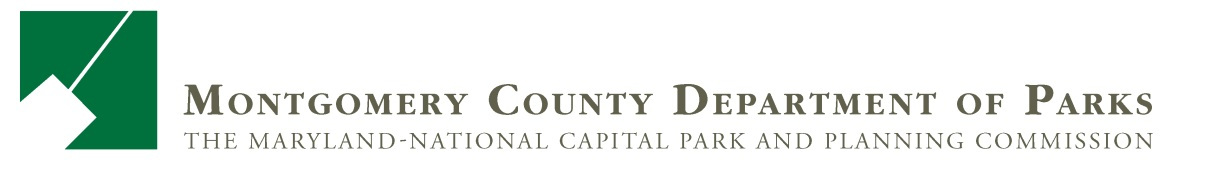 Montgomery County Department of Parks
THE MARYLAND-NATIONAL CAPITAL PARK AND PLANNING COMMISSION